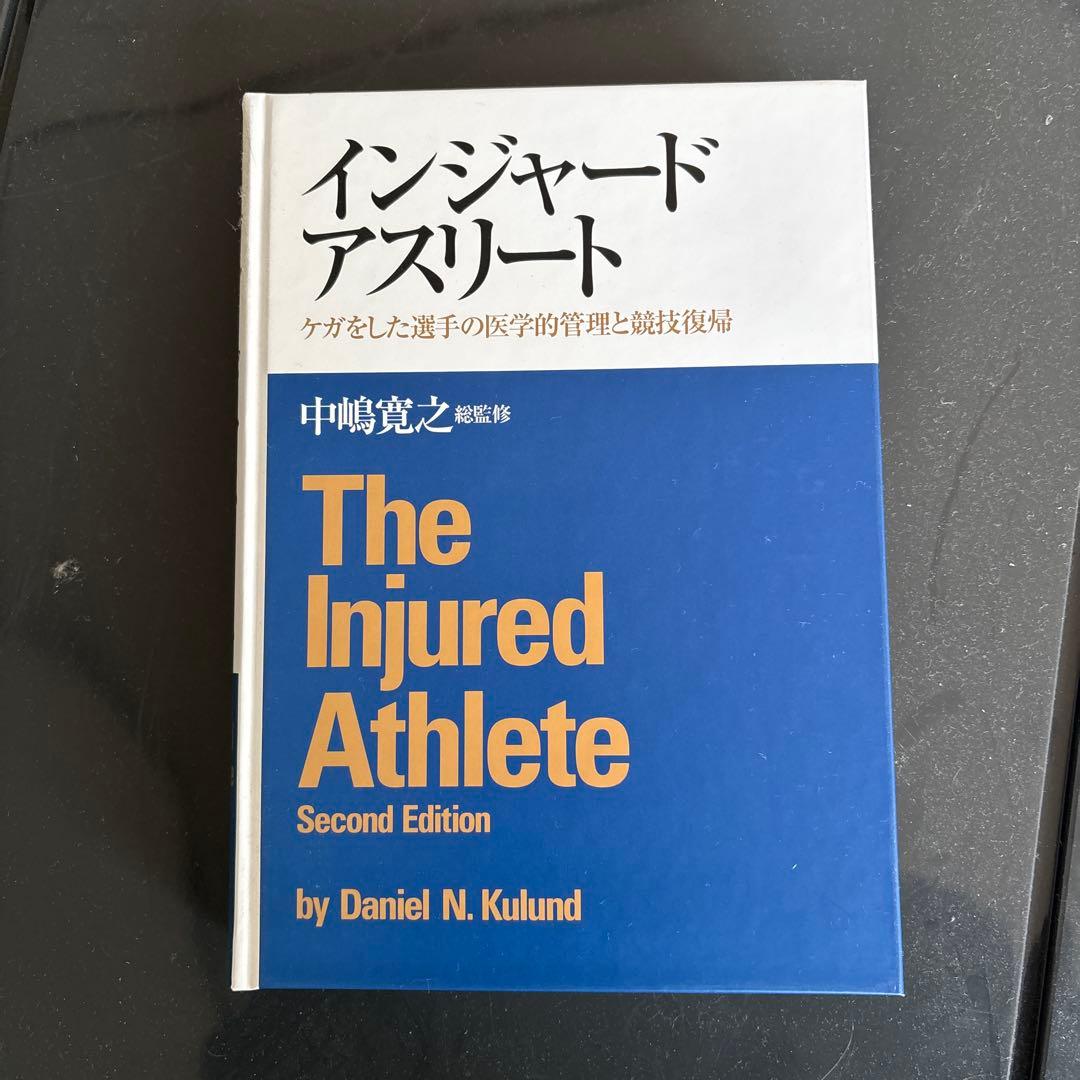 インジャード
アスリート
ケガをした選手の医学的管理と競技復帰
中嶋寛之総監修
The
Injured
Athlete
Second Edition
by Daniel N. Kulund